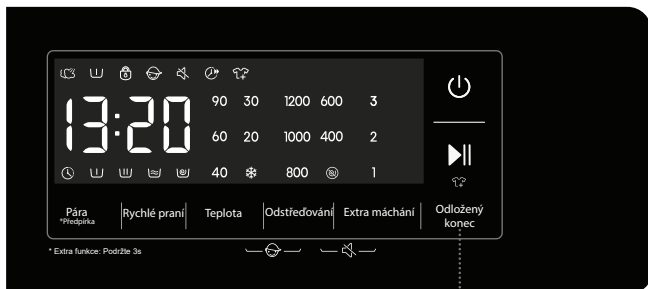 90 30 1200 600 3
13:20
60 20 1000 400 2
40 800 1
Pára
*Předpírka
Rychlé praní
Teplota
Odstřeďování
Extra máchání
Odložený
konec
* Extra funkce: Podržte 3s